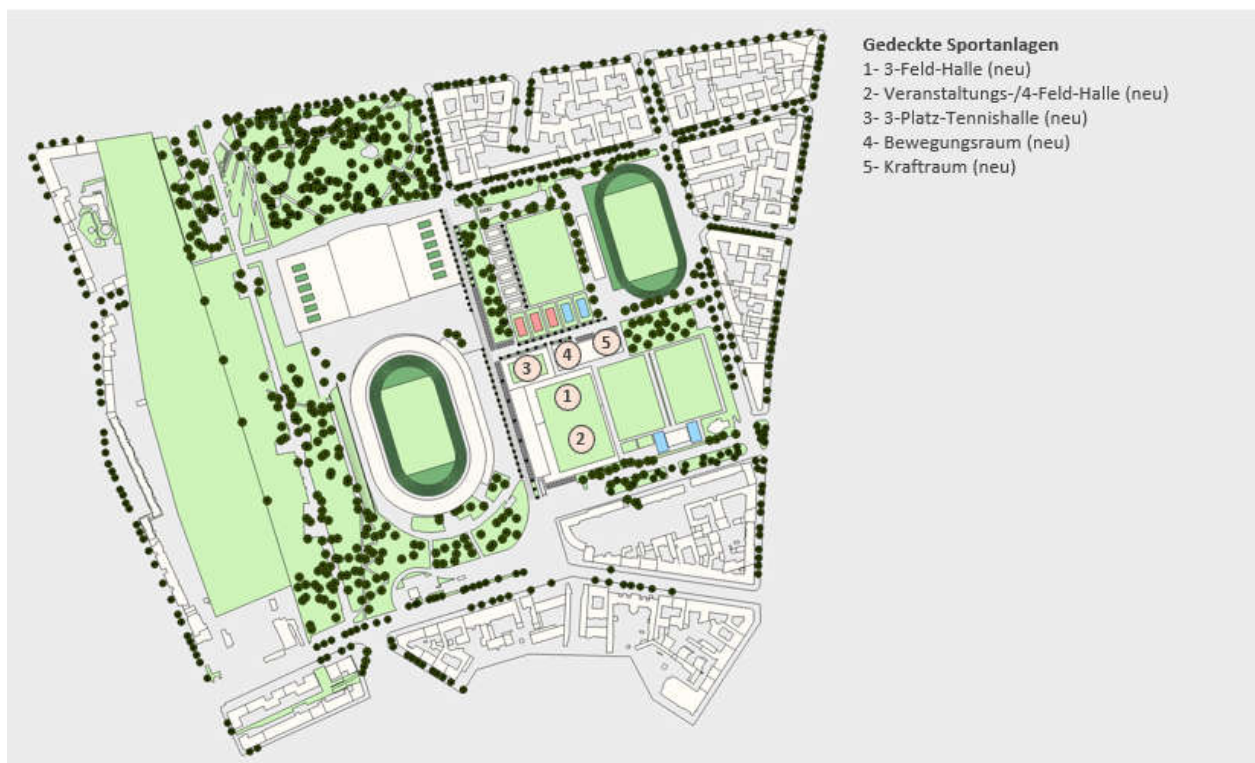 Gedeckte Sportanlagen
1- 3-Feld-Halle (neu)
2- Veranstaltungs-/4-Feld-Halle (neu)
3- 3-Platz-Tennishalle (neu)
4- Bewegungsraum (neu)
5- Kraftraum (neu)
5
4
3
1
2